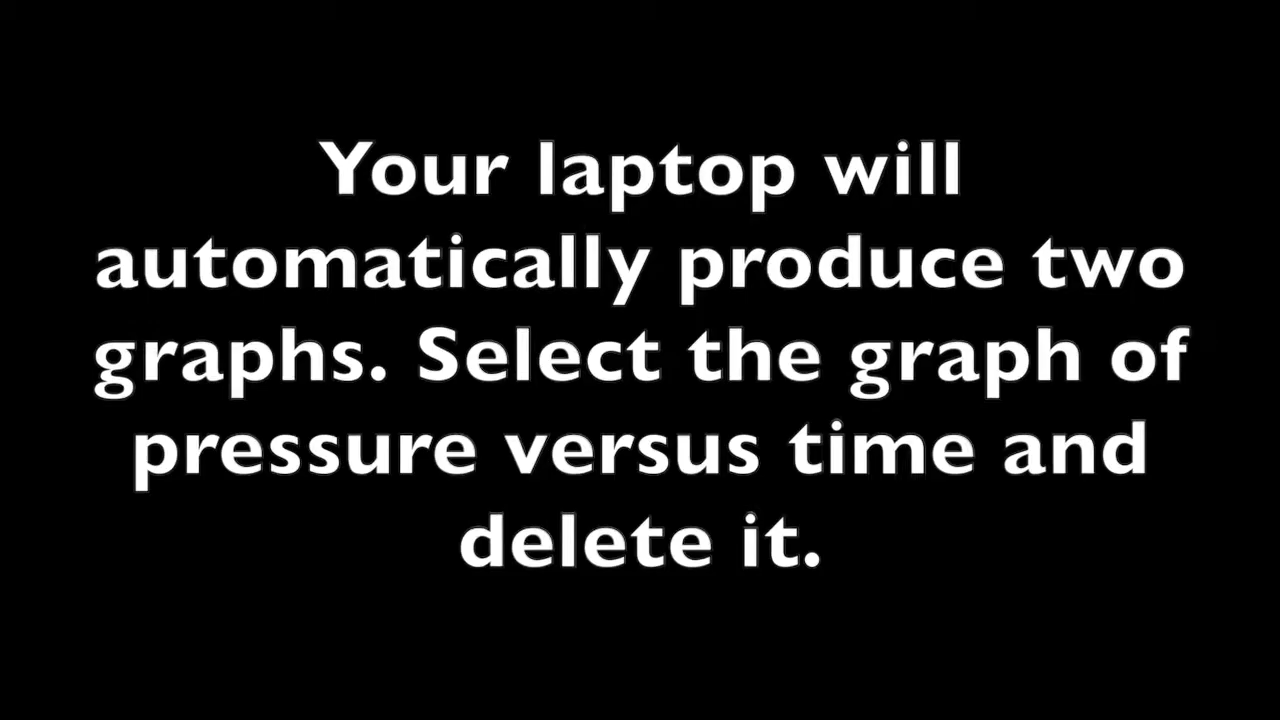 Your laptop will
automatically produce two
graphs. Select the graph of
pressure versus time and
delete it.